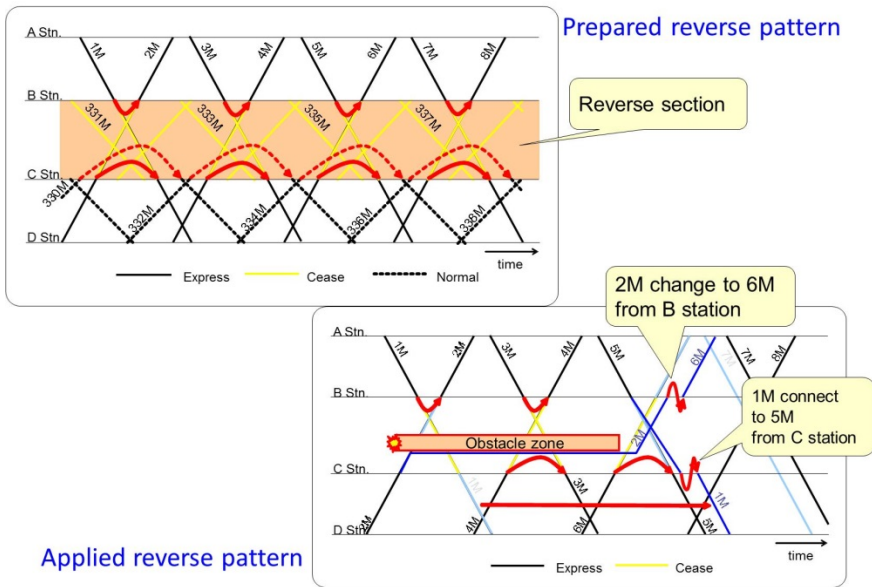 Prepared reverse pattern
A Stn.
1M
2M
3M
4M
5M
6M
7M
8M
B Stn.
331M
333M
335M
337M
Reverse section
C Stn.
330M
332M
334M
336M
338M
D Stn.
time
Express
Cease
Normal
2M change to 6M
from B station
A Stn.
1M
2M
3M
4M
5M
6M
7M
7M
8M
B Stn.
1M connect
to 5M
from C station
2M
Obstacle zone
C Stn.
1M
3M
1M
2M
4M
6M
5M
D Stn.
time
Express
Cease
Applied reverse pattern